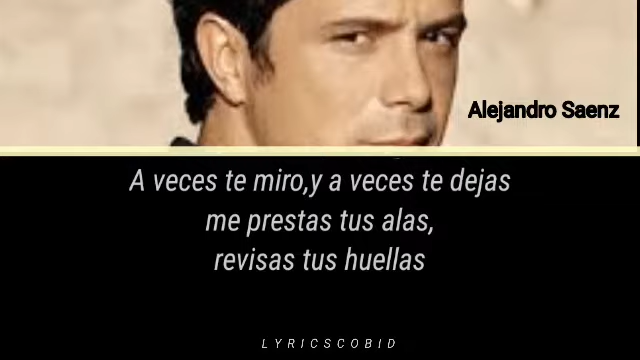 Alejandro Saenz
A veces te miro,y a veces te dejas
me prestas tus alas,
revisas tus huellas
LYRICSCOBID